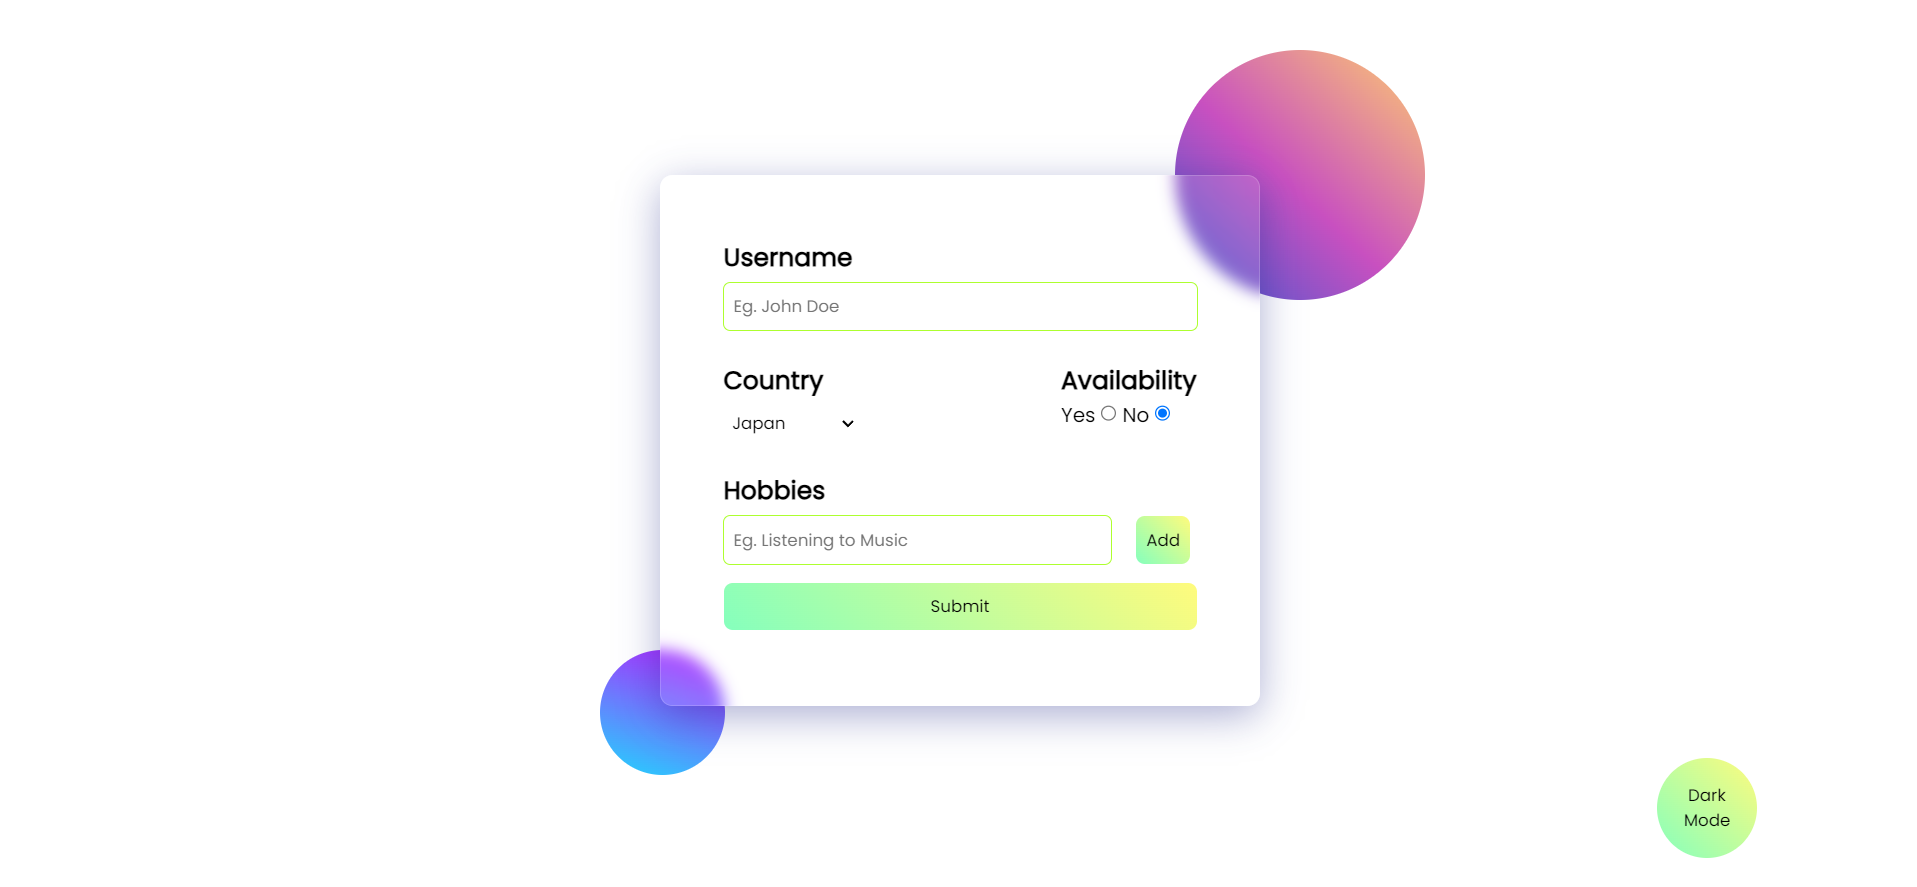 Username
Eg. John Doe
Country
Availability
Japan
Yes No
Hobbies
Eg. Listening to Music
Add
Submit
Dark
Mode